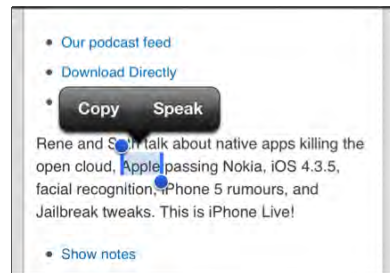 Our podcast feed
Download Directly
Copy Speak
Rene and talk about native apps killing the
open cloud, Apple passing Nokia, iOS 4.3.5,
facial recognition, iPhone 5 rumours, and
Jailbreak tweaks. This is iPhone Live!
Show notes